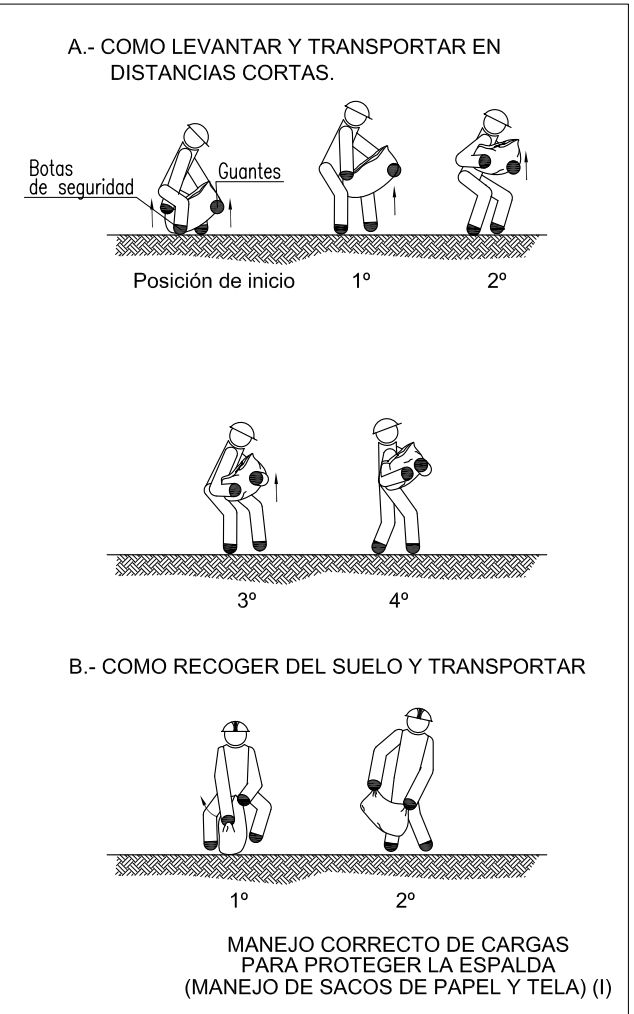 A.- COMO LEVANTAR Y TRANSPORTAR EN
DISTANCIAS CORTAS.
Botas
de seguridad
Guantes
Posición de inicio
1º
2º
3º
4º
B.- COMO RECOGER DEL SUELO Y TRANSPORTAR
1º
2º
MANEJO CORRECTO DE CARGAS
PARA PROTEGER LA ESPALDA
(MANEJO DE SACOS DE PAPEL Y TELA) (I)